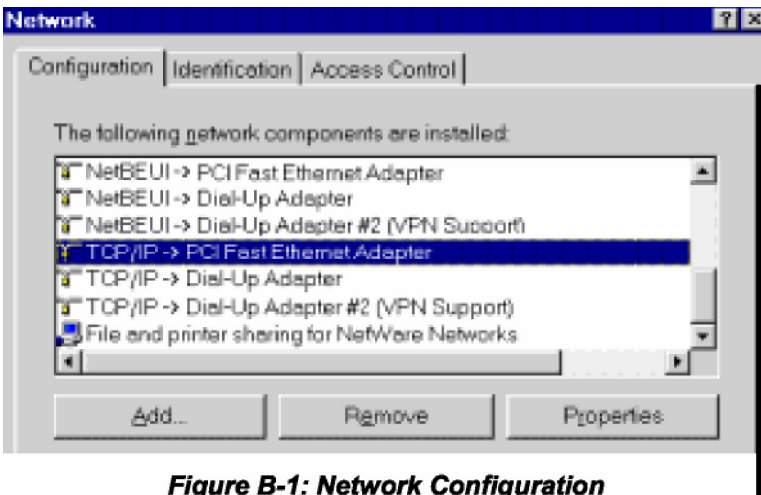 Network
Configuration Identification Access Control
The following network components are installed:
NetBEUI -> PCI Fast Ethernet Adapter
NetBEUI -> Dial-Up Adapter
NetBEUI -> Dial-Up Adapter #2 (VPN Support)
TCP/IP -> PCI Fast Ethernet Adapter
TCP/IP -> Dial-Up Adapter
TCP/IP -> Dial-Up Adapter #2 (VPN Support)
File and printer sharing for NetWare Networks
Add... Remove Properties
Figure B-1: Network Configuration